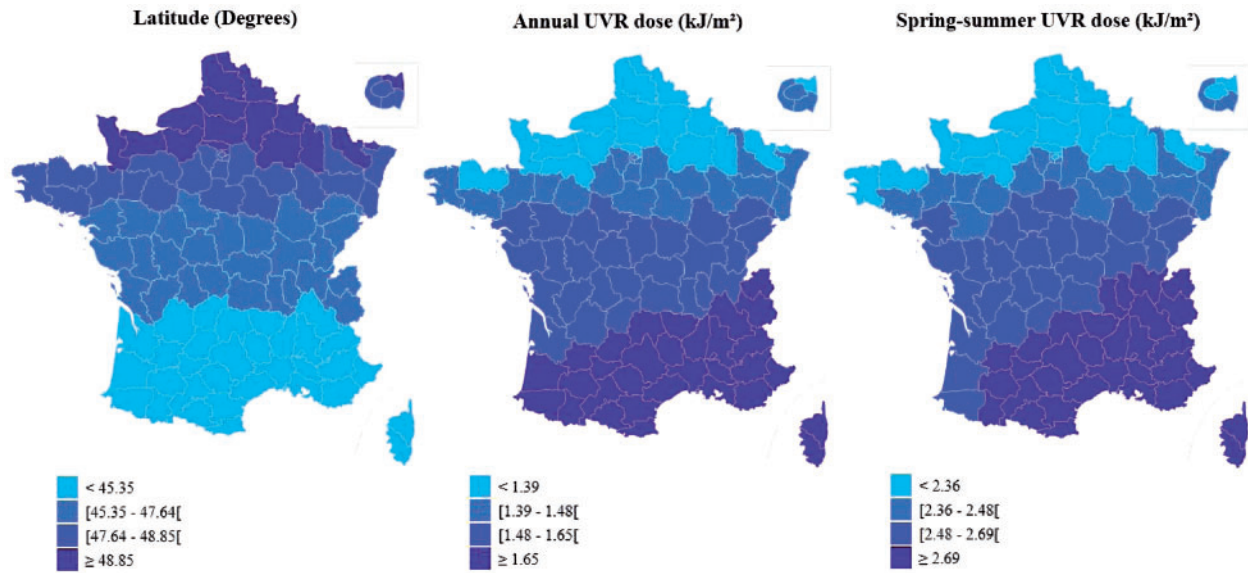 Latitude (Degrees)
Annual UVR dose (kJ/m²)
Spring-summer UVR dose (kJ/m²)
< 45.35
[45.35 - 47.64[
[47.64 - 48.85[
≥ 48.85
< 1.39
[1.39 - 1.48[
[1.48 - 1.65[
≥ 1.65
< 2.36
[2.36 - 2.48[
[2.48 - 2.69[
≥ 2.69